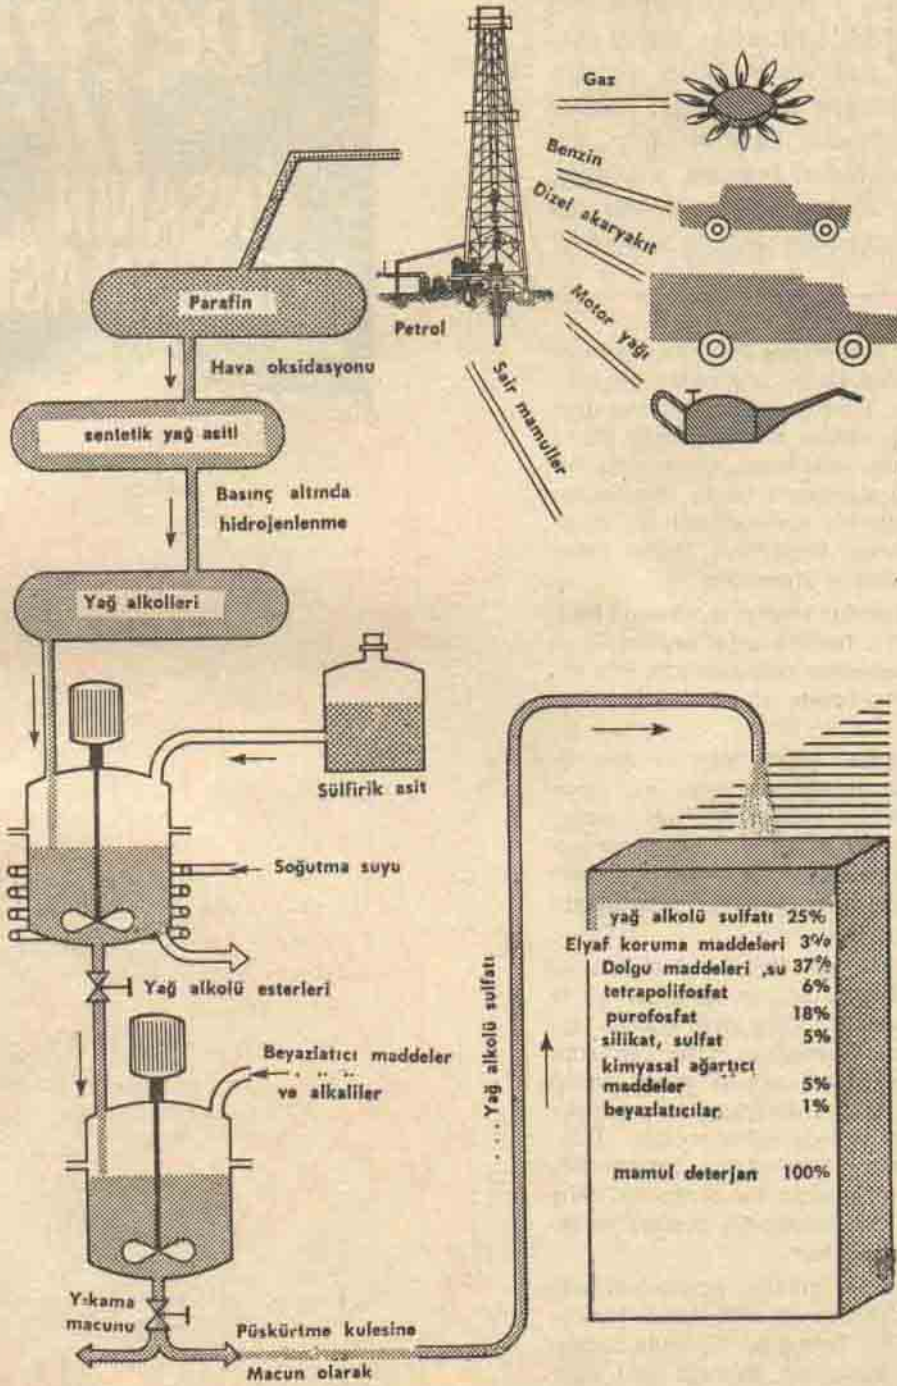 Gaz
Benzin
Dizel akaryakıt
Motor yağı
Petrol
Sair mamuller
Parafin
Hava oksidasyonu
sentetik yağ asiti
Basınç altında
hidrojenlenme
Yağ alkolleri
Sülfirik asit
Soğutma suyu
Yağ alkolü esterleri
Beyazlatıcı maddeler
ve alkaliler
Yıkama
macunu
Püskürtme kulesine
Macun olarak
....Yağ alkolü sulfatı
yağ alkolü sulfatı 25%
Elyaf koruma maddeleri 3%
Dolgu maddeleri ,su 37%
tetrapolifosfat 6%
purofosfat 18%
silikat, sulfat 5%
kimyasal ağartıcı
maddeler 5%
beyazlatıcılar 1%
mamul deterjan 100%